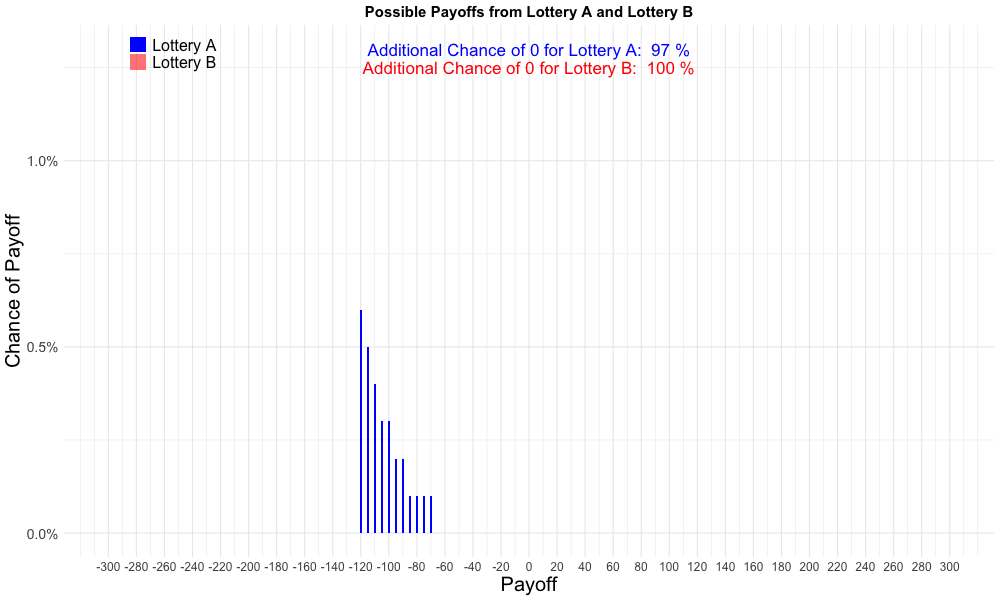 Possible Payoffs from Lottery A and Lottery B
Lottery A
Lottery B
Additional Chance of 0 for Lottery A:  97 %
Additional Chance of 0 for Lottery B:  100 %
Chance of Payoff
1.0%
0.5%
0.0%
-300 -280 -260 -240 -220 -200 -180 -160 -140 -120 -100 -80 -60 -40 -20 0 20 40 60 80 100 120 140 160 180 200 220 240 260 280 300
Payoff